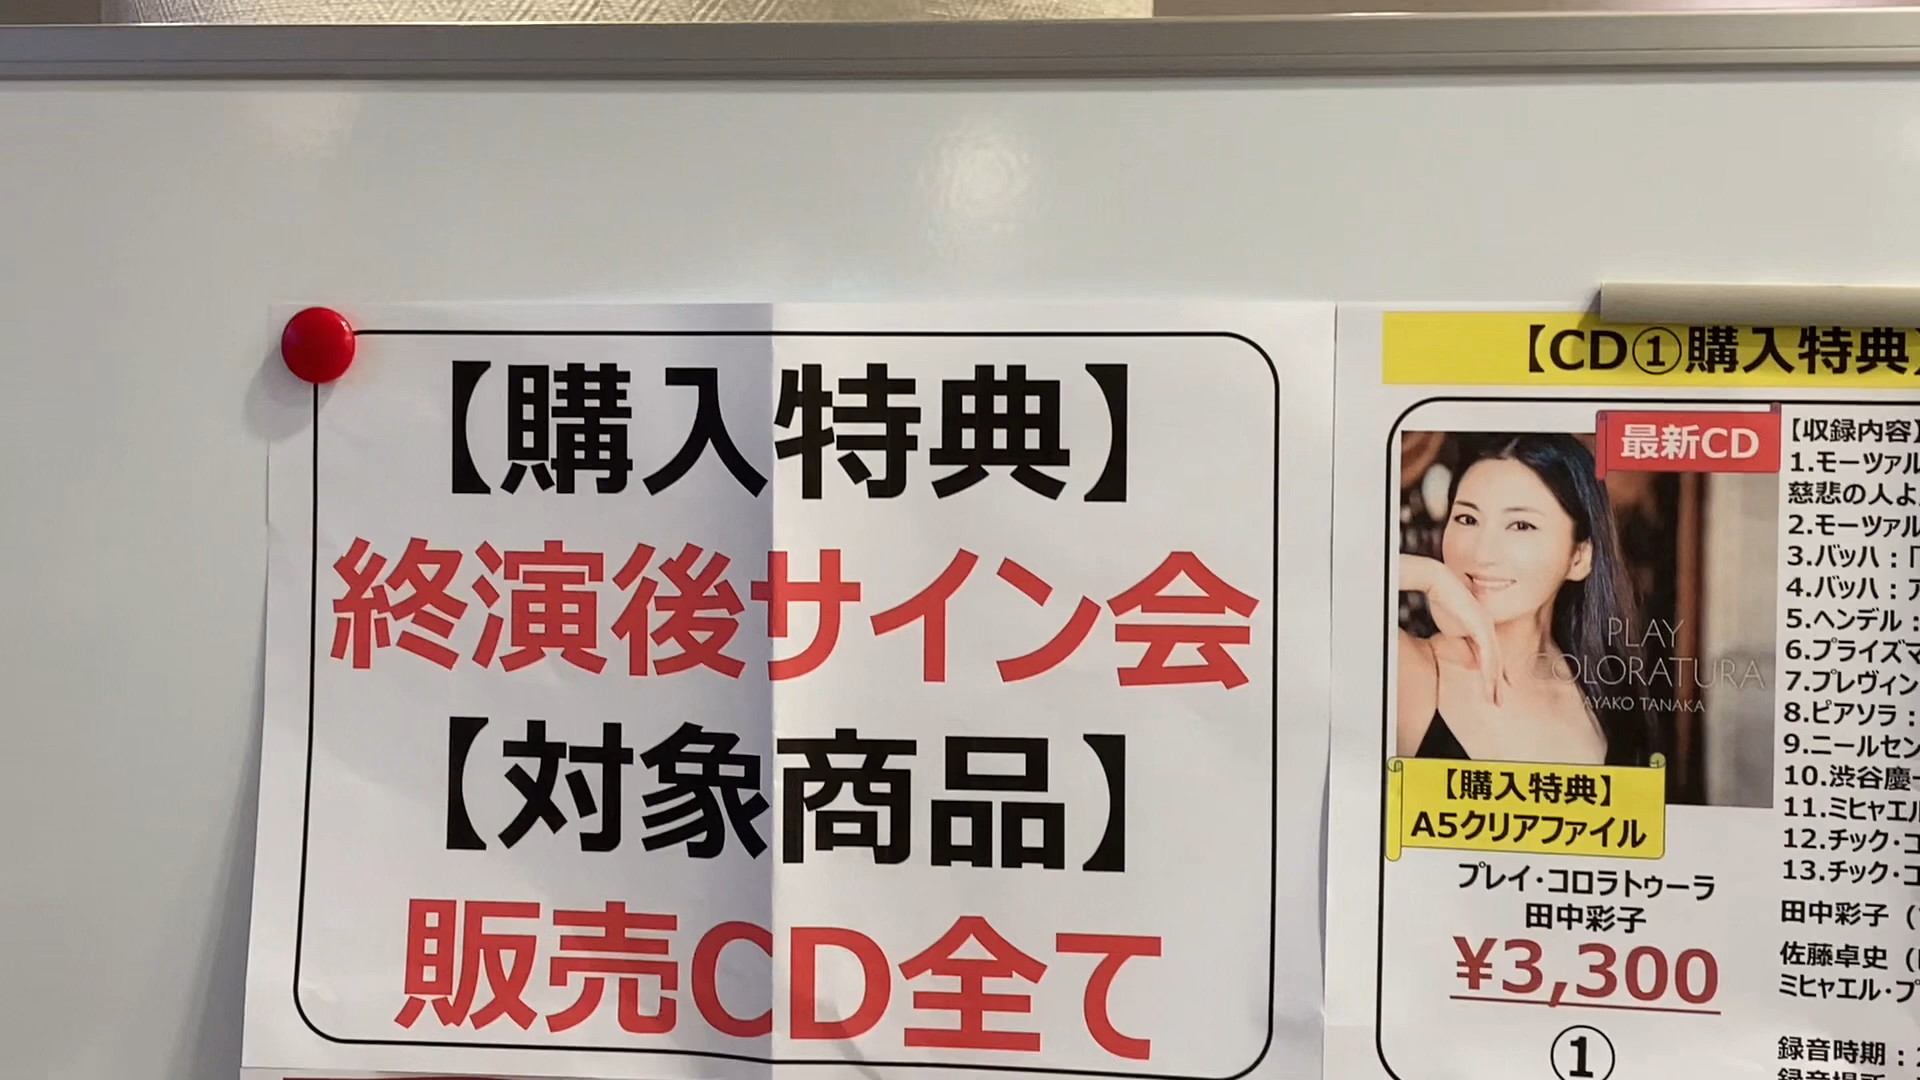 【購入特典】
終演後サイン会
【対象商品】
販売CD全て
【CD①購入特典】
最新CD
PLAY
COLORATURA
AYAKO TANAKA
【購入特典】
A5クリアファイル
プレイ・コロラトゥーラ
田中彩子
¥3,300
①
【収録内容】
1.モーツァル
慈悲の人よ
2.モーツァル
3.バッハ：「
4.バッハ：ア
5.ヘンデル：
6.プライズマ
7.プレヴィン
8.ピアソラ：
9.ニールセン
10.渋谷慶一
11.ミヒャエル
12.チック・コ
13.チック・コ
田中彩子（
佐藤卓史（
ミヒャエル・プ
録音時期：